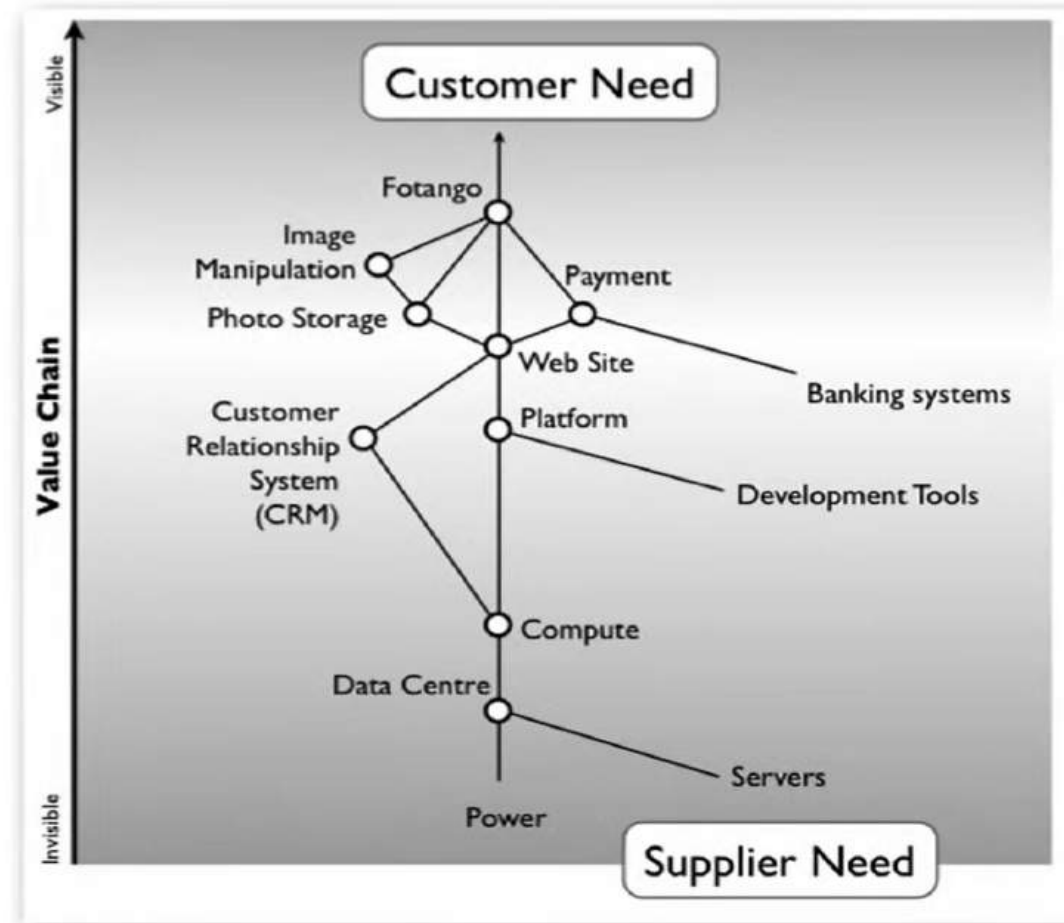 Visible
Customer Need
Fotango
Image
Manipulation
Payment
Photo Storage
Web Site
Banking systems
Value Chain
Customer
Relationship
System
(CRM)
Platform
Development Tools
Compute
Data Centre
Servers
Power
Invisible
Supplier Need